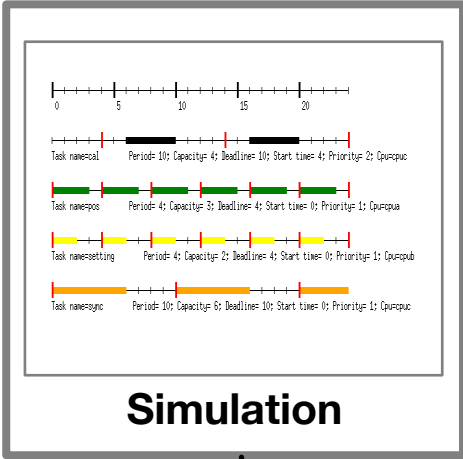 0 5 10 15 20
Task name=cal Period= 10; Capacity= 4; Deadline= 10; Start time= 4; Priority= 2; Cpu=cpuc
Task name=pos Period= 4; Capacity= 3; Deadline= 4; Start time= 0; Priority= 1; Cpu=cpua
Task name=setting Period= 4; Capacity= 2; Deadline= 4; Start time= 0; Priority= 1; Cpu=cpub
Task name=sync Period= 10; Capacity= 6; Deadline= 10; Start time= 0; Priority= 1; Cpu=cpuc
Simulation